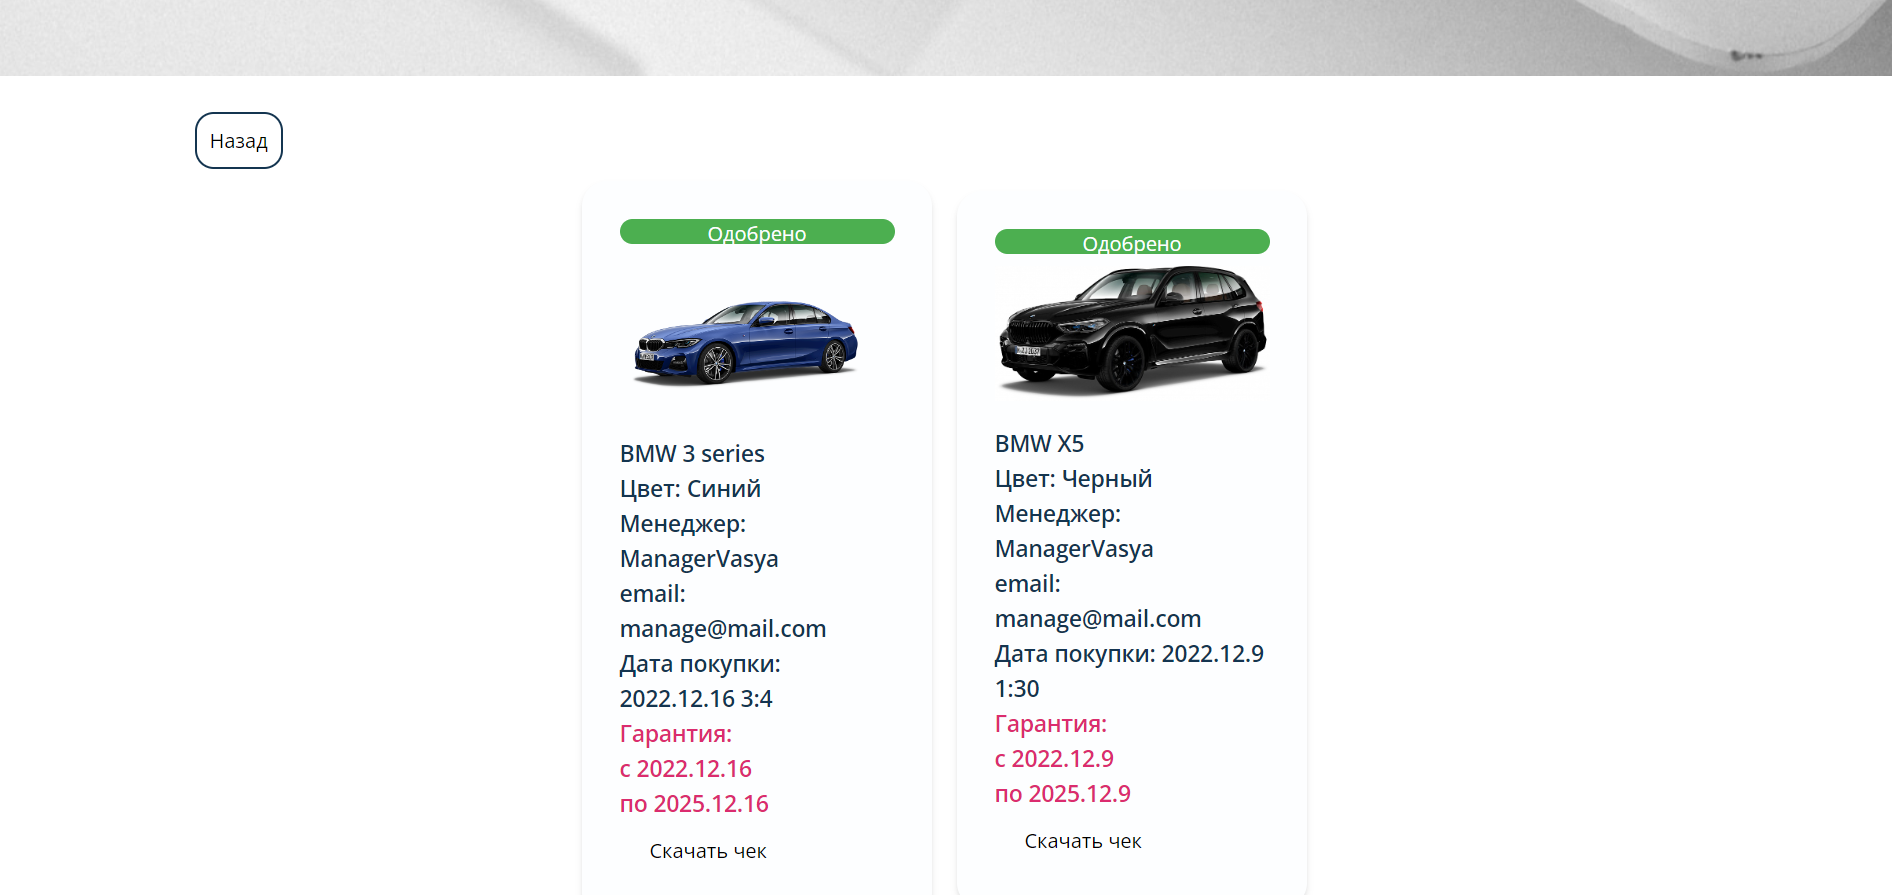 Назад
Одобрено
BMW 3 series
Цвет: Синий
Менеджер:
ManagerVasya
email:
manage@mail.com
Дата покупки:
2022.12.16 3:4
Гарантия:
с 2022.12.16
по 2025.12.16
Скачать чек
Одобрено
BMW X5
Цвет: Черный
Менеджер:
ManagerVasya
email:
manage@mail.com
Дата покупки: 2022.12.9
1:30
Гарантия:
с 2022.12.9
по 2025.12.9
Скачать чек